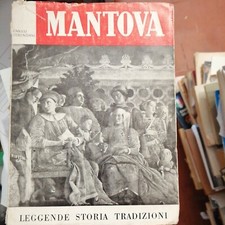 MANTOVA
LEGGENDE STORIA TRADIZIONI